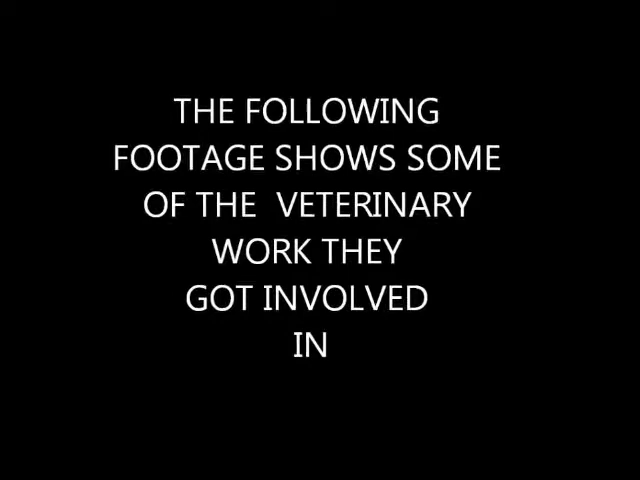 THE FOLLOWING
FOOTAGE SHOWS SOME
OF THE  VETERINARY
WORK THEY
GOT INVOLVED
IN